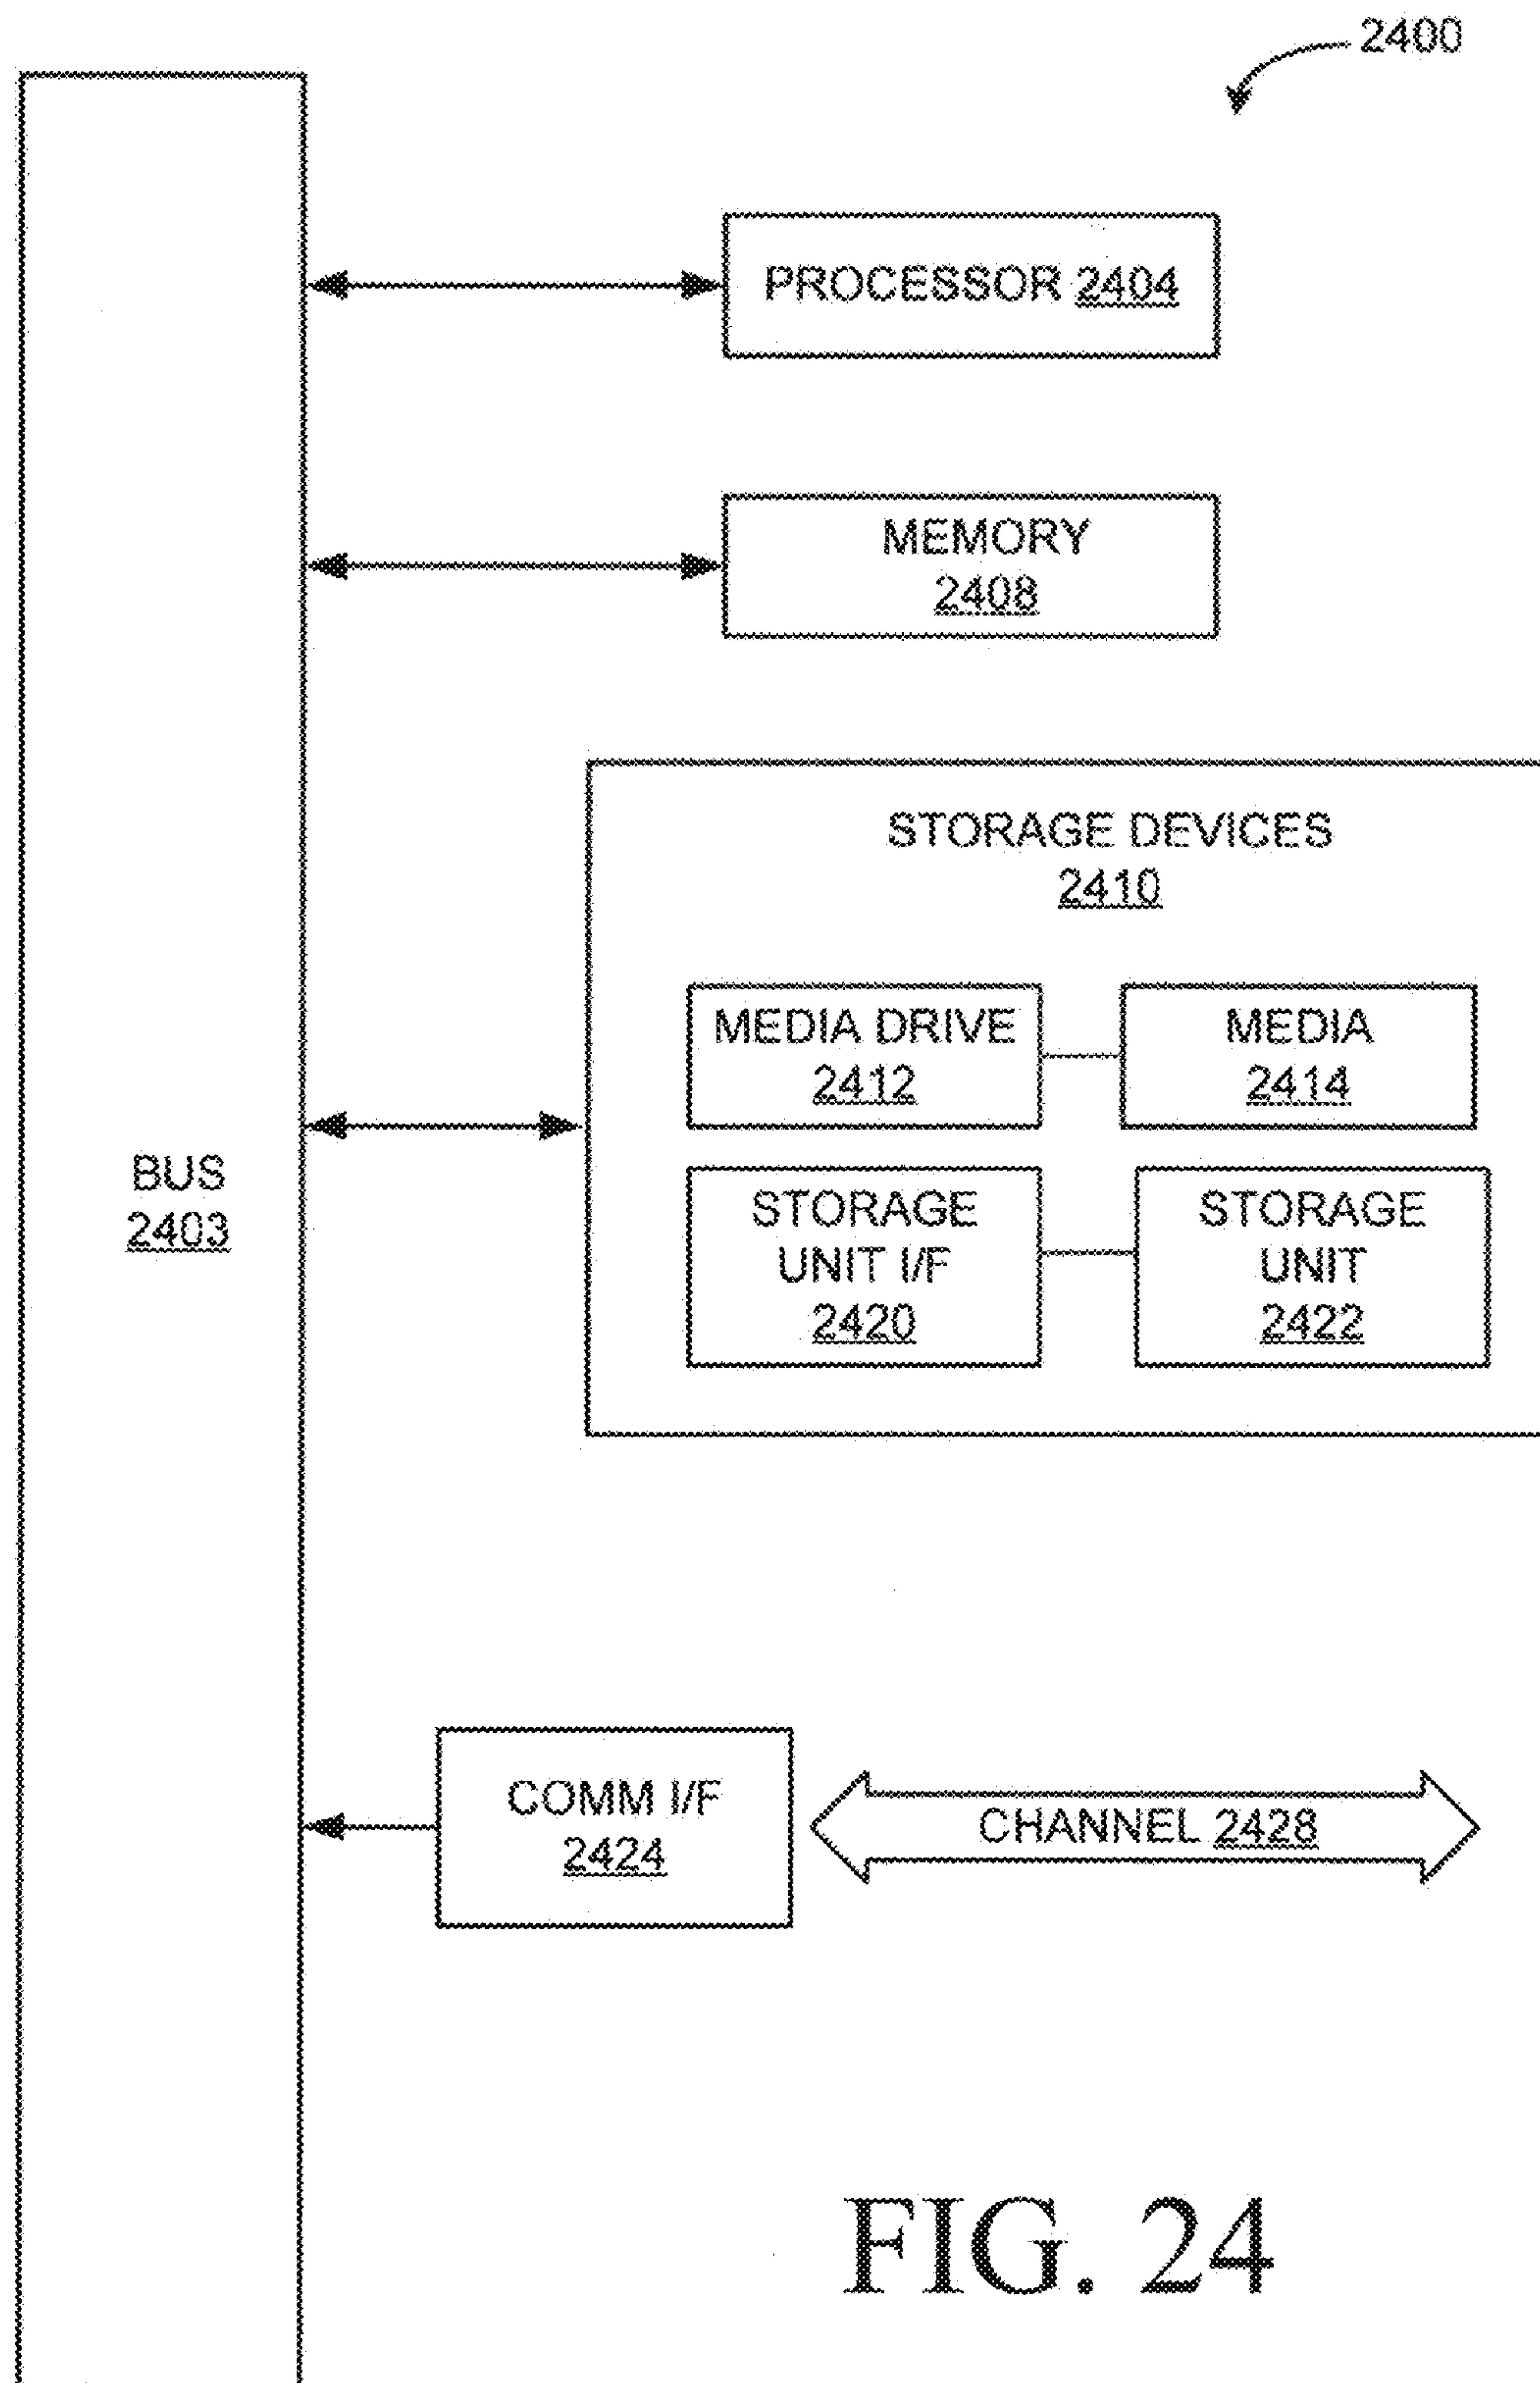 2400
PROCESSOR 2404
MEMORY
2408
STORAGE DEVICES
2410
MEDIA DRIVE
2412
MEDIA
2414
BUS
2403
STORAGE
UNIT I/F
2420
STORAGE
UNIT
2422
COMM I/F
2424
CHANNEL 2428
FIG. 24